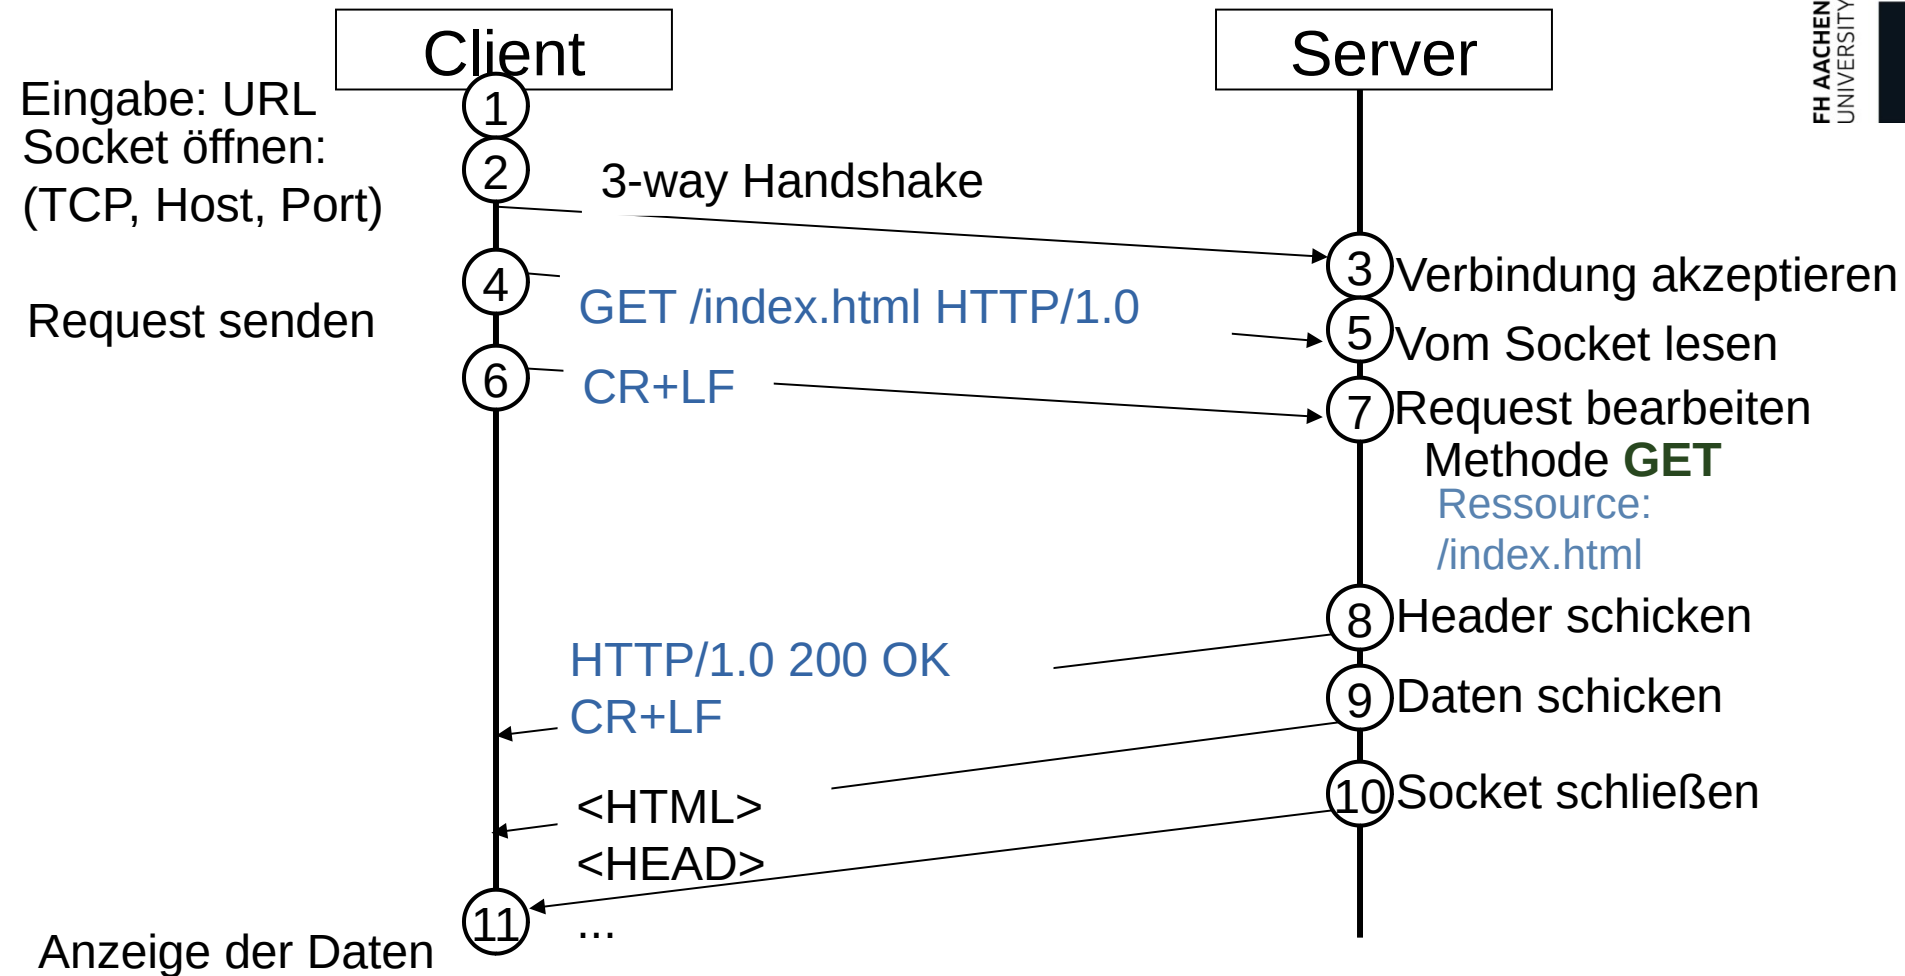 Client
Server
FH AACHEN
UNIVERSITY
Eingabe: URL
1
Socket öffnen:
(TCP, Host, Port)
2
3-way Handshake
3
Verbindung akzeptieren
4
Request senden
GET /index.html HTTP/1.0
5
Vom Socket lesen
6
CR+LF
7
Request bearbeiten
Methode GET
Ressource:
/index.html
8
Header schicken
HTTP/1.0 200 OK
CR+LF
9
Daten schicken
<HTML>
<HEAD>
...
10
Socket schließen
11
Anzeige der Daten